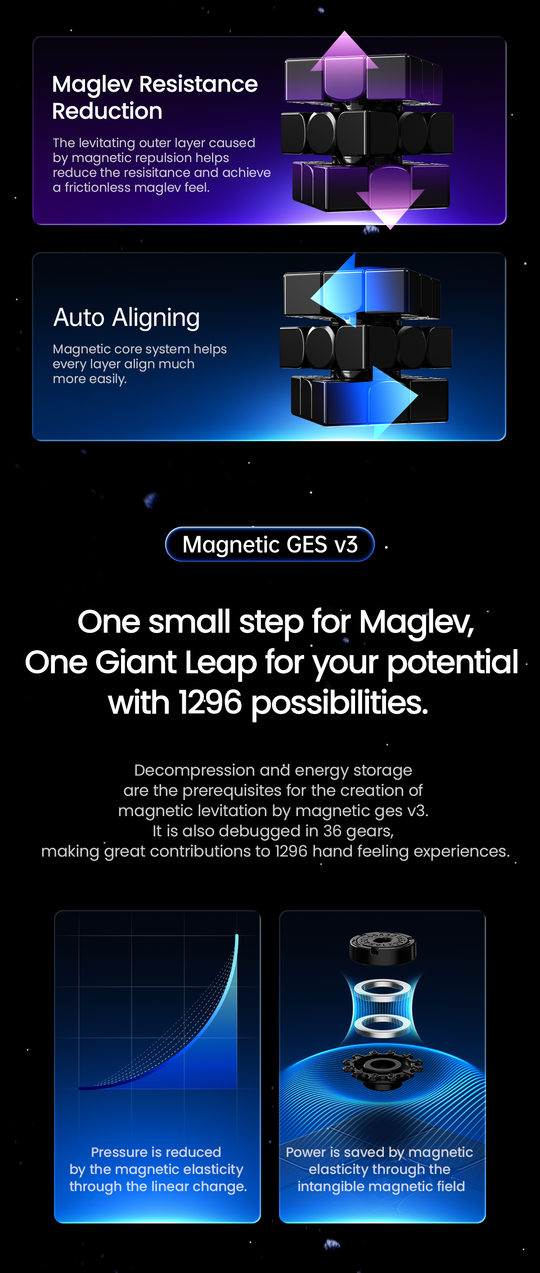 Maglev Resistance
Reduction
The levitating outer layer caused
by magnetic repulsion helps
reduce the resisitance and achieve
a frictionless maglev feel.
Auto Aligning
Magnetic core system helps
every layer align much
more easily.
Magnetic GES v3
One small step for Maglev,
One Giant Leap for your potential
with 1296 possibilities.
Decompression and energy storage
are the prerequisites for the creation of
magnetic levitation by magnetic ges v3.
It is also debugged in 36 gears,
making great contributions to 1296 hand feeling experiences.
Pressure is reduced
by the magnetic elasticity
through the linear change.
Power is saved by magnetic
elasticity through the
intangible magnetic field